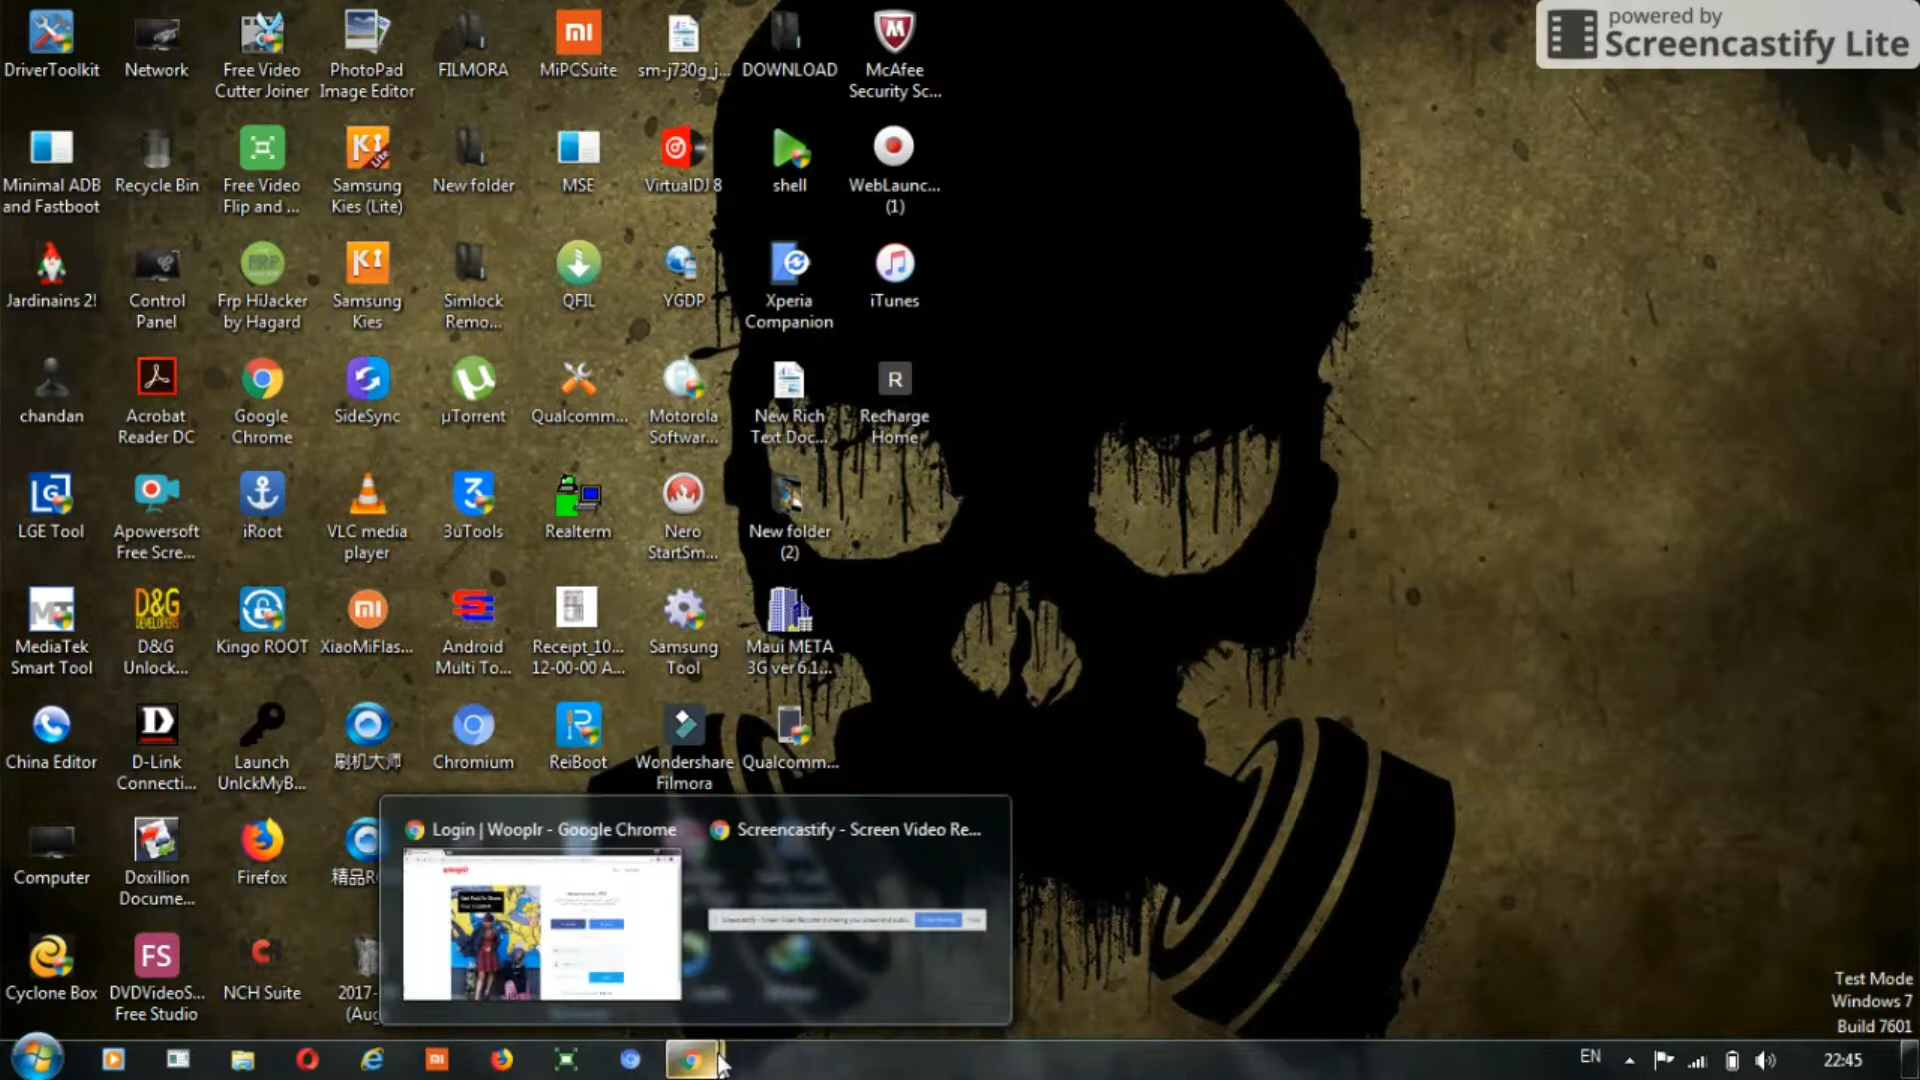 powered by
Screencastify Lite
DriverToolkit
Network
Free Video
Cutter Joiner
PhotoPad
Image Editor
FILMORA
MiPCSuite
sm-j730g_j...
DOWNLOAD
McAfee
Security Sc...
Minimal ADB
and Fastboot
Recycle Bin
Free Video
Flip and ...
Samsung
Kies (Lite)
New folder
MSE
VirtualDJ 8
shell
WebLaunc...
(1)
Jardinains 2!
Control
Panel
Frp HiJacker
by Hagard
Samsung
Kies
Simlock
Remo...
QFIL
YGDP
Xperia
Companion
iTunes
chandan
Acrobat
Reader DC
Google
Chrome
SideSync
µTorrent
Qualcomm...
Motorola
Softwar...
New Rich
Text Doc...
R
Recharge
Home
LGE Tool
Apowersoft
Free Scre...
iRoot
VLC media
player
3uTools
Realterm
Nero
StartSm...
New folder
(2)
MediaTek
Smart Tool
D&G
D&G
Unlock...
Kingo ROOT
XiaoMiFlas...
Android
Multi To...
Receipt_10...
12-00-00 A...
Samsung
Tool
Maui META
3G ver 6.1...
China Editor
D-Link
Connecti...
Launch
UnlckMyB...
刷机大师
Chromium
ReiBoot
Wondershare
Filmora
Qualcomm...
Login | Wooplr - Google Chrome
Screencastify - Screen Video Re...
Computer
Doxillion
Docume...
Firefox
精品R
Cyclone Box
FS
DVDVideoS...
Free Studio
NCH Suite
2017-
(Aug
Test Mode
Windows 7
Build 7601
EN
22:45